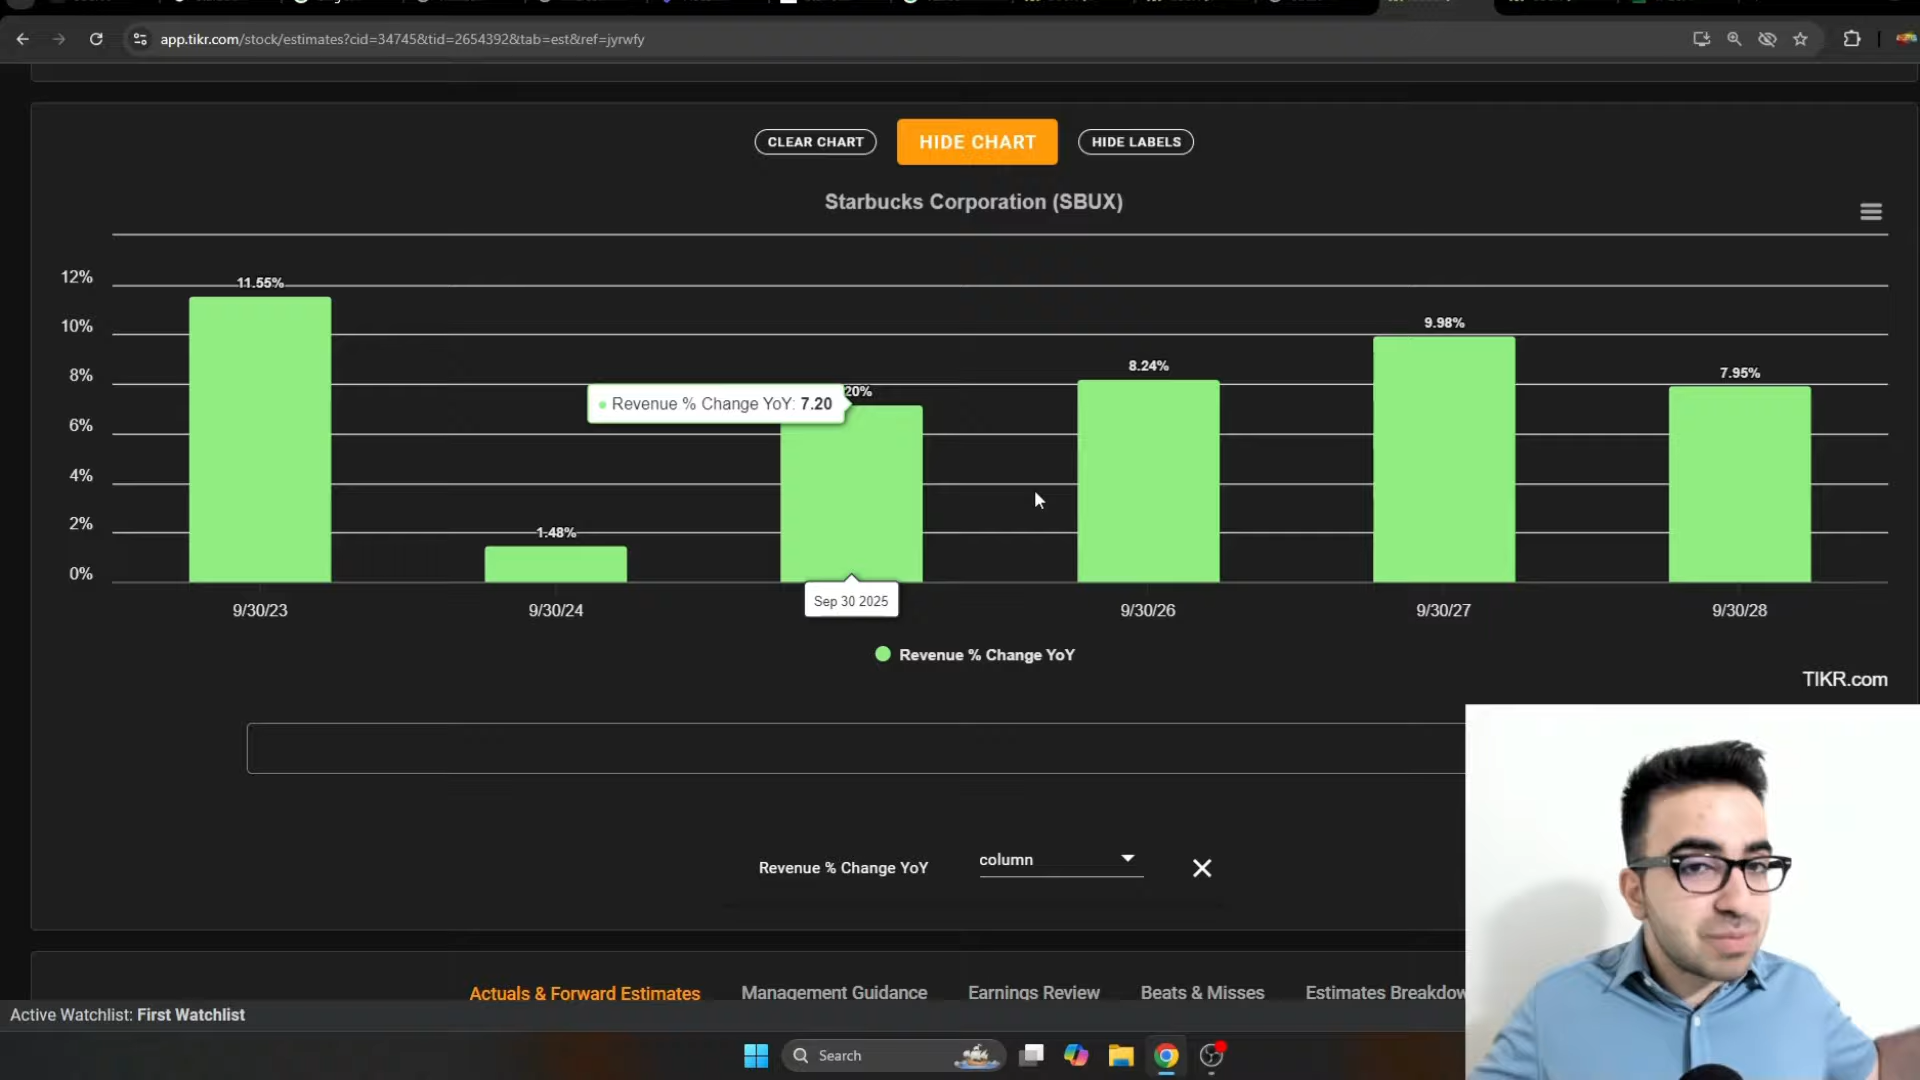 app.tikr.com/stock/estimates?cid=34745&tid=2654392&tab=est&ref=jyrwfy
CLEAR CHART
HIDE CHART
HIDE LABELS
Starbucks Corporation (SBUX)
12%
10%
8%
6%
4%
2%
0%
11.55%
1.48%
20%
8.24%
9.98%
7.95%
Revenue % Change YoY: 7.20
9/30/23
9/30/24
Sep 30 2025
9/30/26
9/30/27
9/30/28
Revenue % Change YoY
TIKR.com
Revenue % Change YoY
column
Actuals & Forward Estimates
Management Guidance
Earnings Review
Beats & Misses
Estimates Breakdow
Active Watchlist: First Watchlist
Search